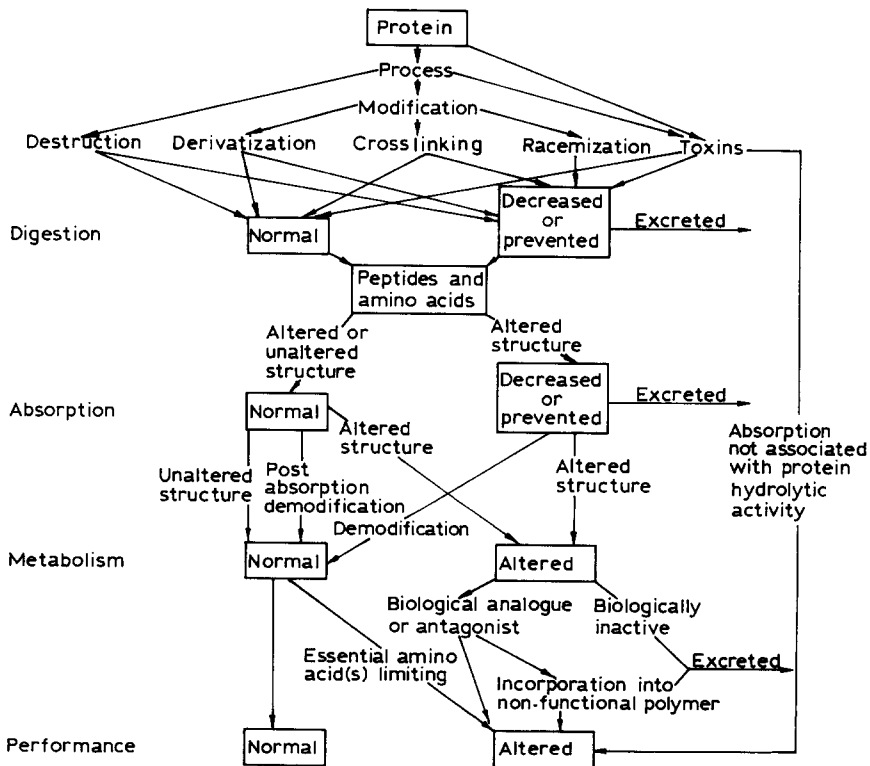 Protein
Process
Modification
Destruction
Derivatization
Crosslinking
Racemization
Toxins
Digestion
Normal
Decreased
or
prevented
Excreted
Peptides and
amino acids
Altered or
unaltered
structure
Altered
structure
Absorption
Normal
Decreased
or
prevented
Excreted
Altered
structure
Unaltered
structure
Post
absorption
demodification
Demodification
Altered
structure
Absorption
not associated
with protein
hydrolytic
activity
Metabolism
Normal
Altered
Biological analogue
or antagonist
Biologically
inactive
Essential amino
acid(s) limiting
Excreted
Incorporation into
non-functional polymer
Performance
Normal
Altered